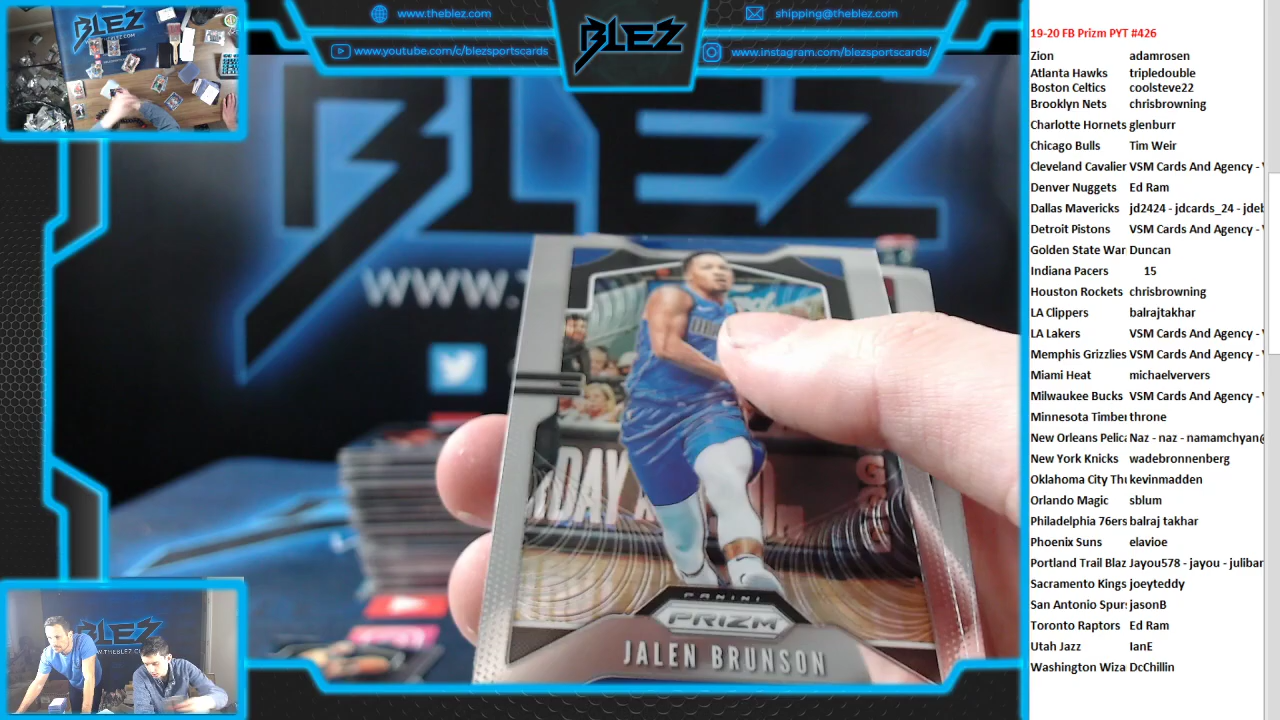 BLEZ
www.theblez.com
www.youtube.com/c/blezsportscards
BLEZ
shipping@theblez.com
www.instagram.com/blezsportscards/
BLEZ
www.
DAY
PANINI
PRIZM
JALEN BRUNSON
BLEZ
19-20 FB Prizm PYT #426
Zion adamrosen
Atlanta Hawks tripledouble
Boston Celtics coolsteve22
Brooklyn Nets chrisbrowning
Charlotte Hornets glenburr
Chicago Bulls Tim Weir
Cleveland Cavalier VSM Cards And Agency -
Denver Nuggets Ed Ram
Dallas Mavericks jd2424 - jdcards_24 - jdeb
Detroit Pistons VSM Cards And Agency -
Golden State War Duncan
Indiana Pacers 15
Houston Rockets chrisbrowning
LA Clippers balrajtakhar
LA Lakers VSM Cards And Agency -
Memphis Grizzlies VSM Cards And Agency -
Miami Heat michaelververs
Milwaukee Bucks VSM Cards And Agency -
Minnesota Timber throne
New Orleans Pelica Naz - naz - namamchyan@
New York Knicks wadebronnenberg
Oklahoma City Thu kevinmadden
Orlando Magic sblum
Philadelphia 76ers balraj takhar
Phoenix Suns elavioe
Portland Trail Blaz Jayou578 - jayou - julibar
Sacramento Kings joeyteddy
San Antonio Spur jasonB
Toronto Raptors Ed Ram
Utah Jazz IanE
Washington Wiza DcChillin